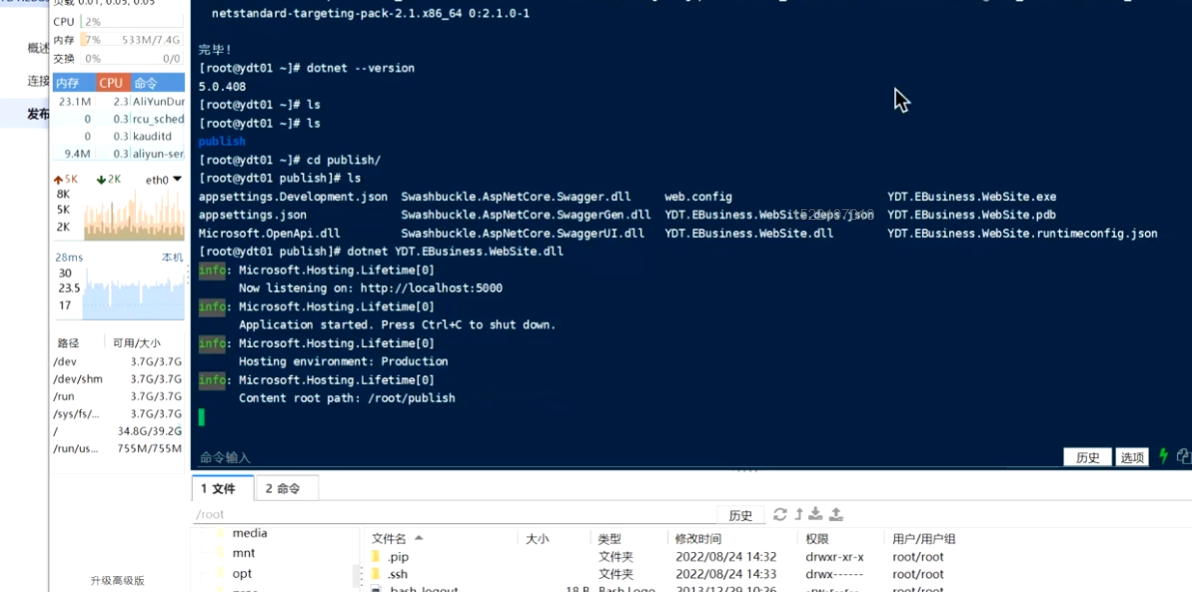 负载 0.01, 0.05, 0.05
CPU 2%
内存 7% 533M/7.4G
交换 0% 0/0
内存 CPU 命令
23.1M 2.3 AliYunDur
0 0.3 rcu_sched
0 0.3 kauditd
9.4M 0.3 aliyun-ser
5K 2K eth0
8K
5K
2K
28ms 本机
30
23.5
17
路径 可用/大小
/dev 3.7G/3.7G
/dev/shm 3.7G/3.7G
/run 3.7G/3.7G
/sys/fs/... 3.7G/3.7G
/ 34.8G/39.2G
/run/us... 755M/755M
升级高级版
概述
连接
发布
netstandard-targeting-pack-2.1.x86_64 0:2.1.0-1
完毕！
[root@ydt01 ~]# dotnet --version
5.0.408
[root@ydt01 ~]# ls
[root@ydt01 ~]# ls
publish
[root@ydt01 ~]# cd publish/
[root@ydt01 publish]# ls
appsettings.Development.json Swashbuckle.AspNetCore.Swagger.dll web.config YDT.EBusiness.WebSite.exe
appsettings.json Swashbuckle.AspNetCore.SwaggerGen.dll YDT.EBusiness.WebSite.deps.json YDT.EBusiness.WebSite.pdb
Microsoft.OpenApi.dll Swashbuckle.AspNetCore.SwaggerUI.dll YDT.EBusiness.WebSite.dll YDT.EBusiness.WebSite.runtimeconfig.json
[root@ydt01 publish]# dotnet YDT.EBusiness.WebSite.dll
info: Microsoft.Hosting.Lifetime[0]
Now listening on: http://localhost:5000
info: Microsoft.Hosting.Lifetime[0]
Application started. Press Ctrl+C to shut down.
info: Microsoft.Hosting.Lifetime[0]
Hosting environment: Production
info: Microsoft.Hosting.Lifetime[0]
Content root path: /root/publish
命令输入 历史 选项
1 文件 2 命令
/root 历史
media
mnt
opt
文件名 大小 类型 修改时间 权限 用户/用户组
.pip 文件夹 2022/08/24 14:32 drwxr-xr-x root/root
.ssh 文件夹 2022/08/24 14:33 drwx------ root/root
.bash_logout 18 B 2013/12/29 10:26 root/root